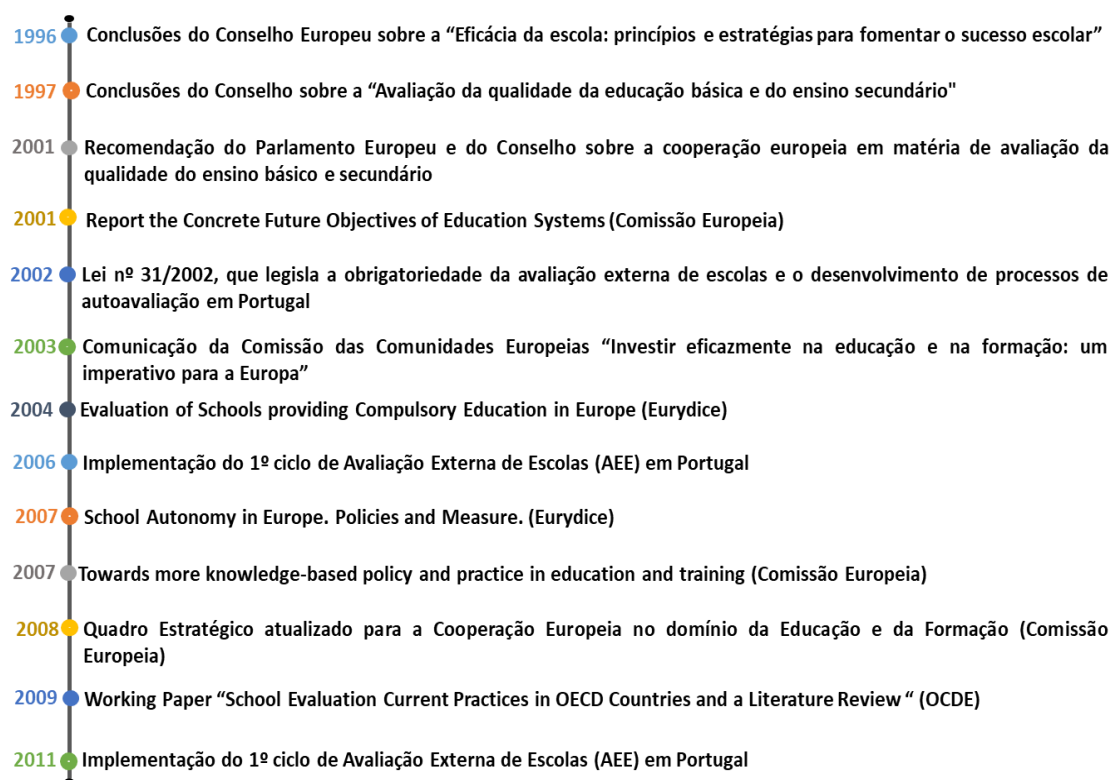 1996 Conclusões do Conselho Europeu sobre a “Eficácia da escola: princípios e estratégias para fomentar o sucesso escolar”
1997 Conclusões do Conselho sobre a “Avaliação da qualidade da educação básica e do ensino secundário"
2001 Recomendação do Parlamento Europeu e do Conselho sobre a cooperação europeia em matéria de avaliação da
qualidade do ensino básico e secundário
2001 Report the Concrete Future Objectives of Education Systems (Comissão Europeia)
2002 Lei nº 31/2002, que legisla a obrigatoriedade da avaliação externa de escolas e o desenvolvimento de processos de
autoavaliação em Portugal
2003 Comunicação da Comissão das Comunidades Europeias “Investir eficazmente na educação e na formação: um
imperativo para a Europa”
2004 Evaluation of Schools providing Compulsory Education in Europe (Eurydice)
2006 Implementação do 1º ciclo de Avaliação Externa de Escolas (AEE) em Portugal
2007 School Autonomy in Europe. Policies and Measure. (Eurydice)
2007 Towards more knowledge-based policy and practice in education and training (Comissão Europeia)
2008 Quadro Estratégico atualizado para a Cooperação Europeia no domínio da Educação e da Formação (Comissão
Europeia)
2009 Working Paper “School Evaluation Current Practices in OECD Countries and a Literature Review “ (OCDE)
2011 Implementação do 1º ciclo de Avaliação Externa de Escolas (AEE) em Portugal